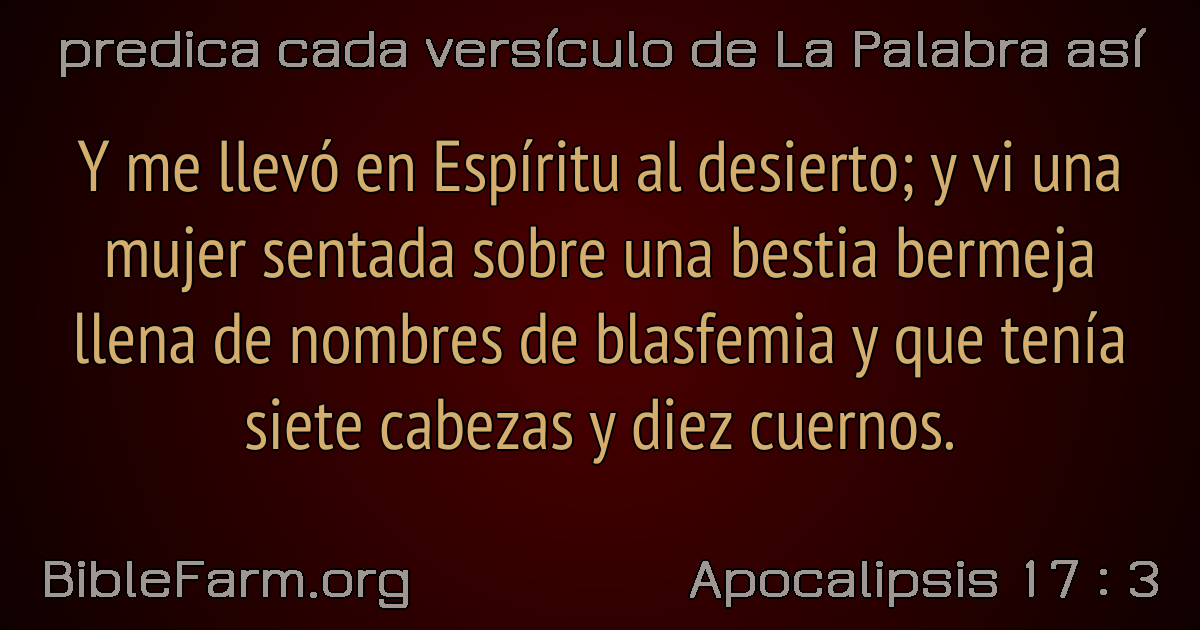 predica cada versículo de La Palabra así
Y me llevó en Espíritu al desierto; y vi una
mujer sentada sobre una bestia bermeja
llena de nombres de blasfemia y que tenía
siete cabezas y diez cuernos.
BibleFarm.org
Apocalipsis 17 : 3